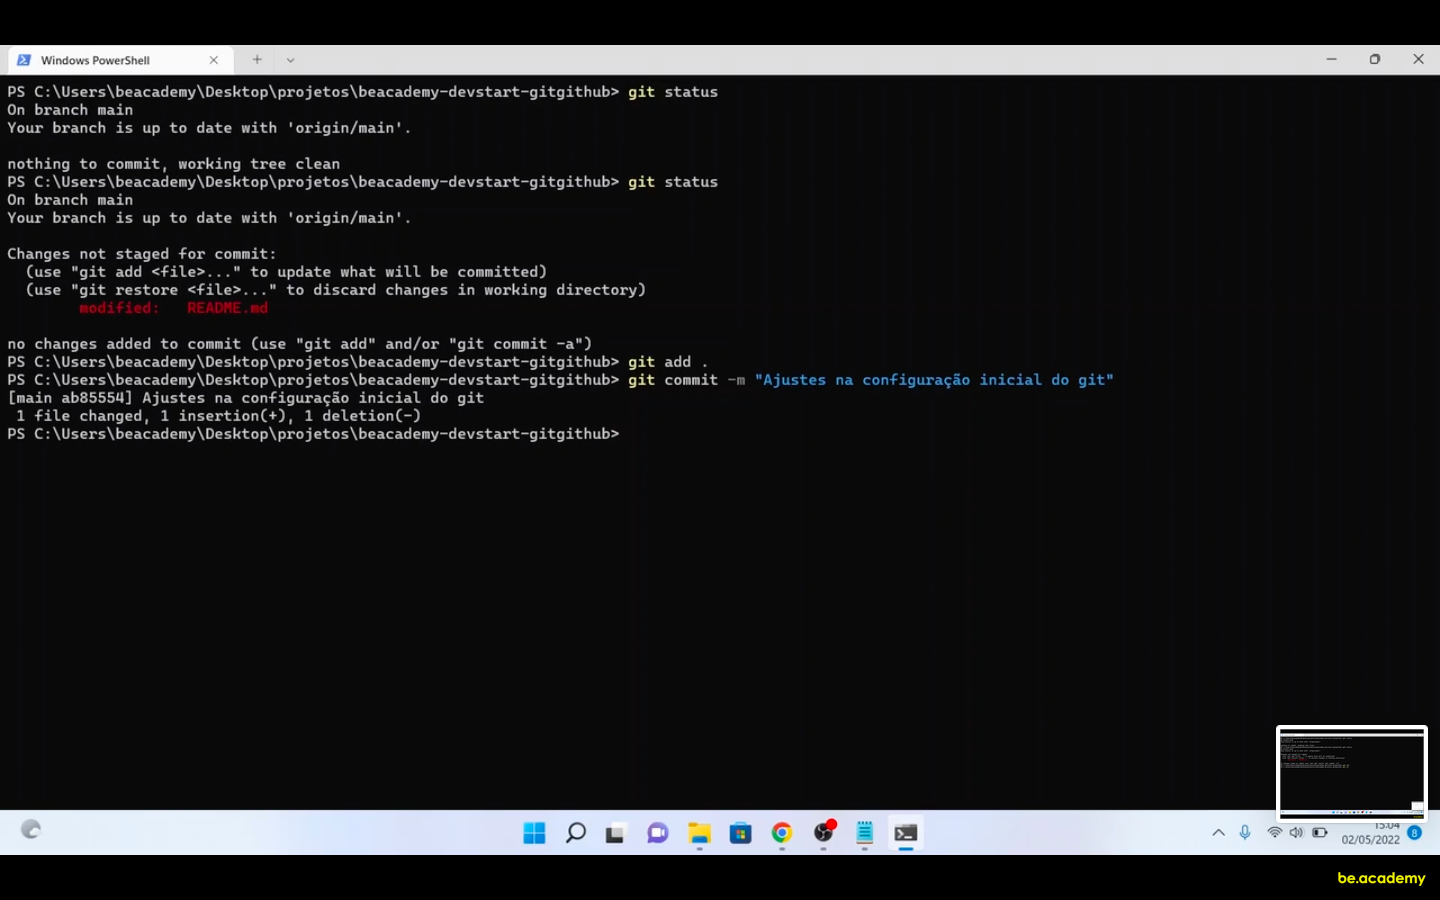 Windows PowerShell
PS C:\Users\beacademy\Desktop\projetos\beacademy-devstart-gitgithub> git status
On branch main
Your branch is up to date with 'origin/main'.
nothing to commit, working tree clean
PS C:\Users\beacademy\Desktop\projetos\beacademy-devstart-gitgithub> git status
On branch main
Your branch is up to date with 'origin/main'.
Changes not staged for commit:
  (use "git add <file>..." to update what will be committed)
  (use "git restore <file>..." to discard changes in working directory)
        modified:   README.md
no changes added to commit (use "git add" and/or "git commit -a")
PS C:\Users\beacademy\Desktop\projetos\beacademy-devstart-gitgithub> git add .
PS C:\Users\beacademy\Desktop\projetos\beacademy-devstart-gitgithub> git commit -m "Ajustes na configuração inicial do git"
[main ab85554] Ajustes na configuração inicial do git
 1 file changed, 1 insertion(+), 1 deletion(-)
PS C:\Users\beacademy\Desktop\projetos\beacademy-devstart-gitgithub>
15:04
02/05/2022
8
be.academy